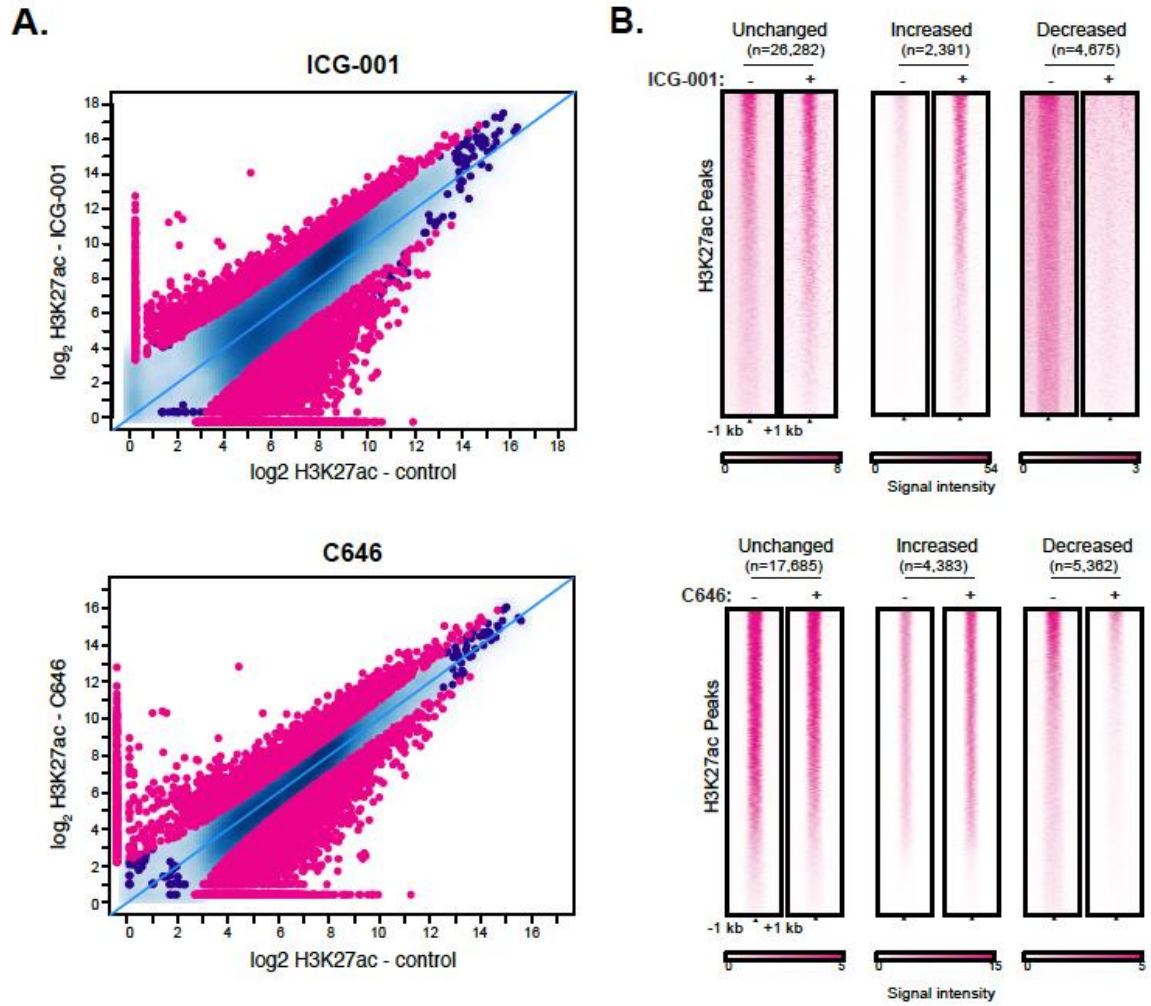 A.
ICG-001
18
16
14
12
10
8
6
4
2
0
log2 H3K27ac - ICG-001
0 2 4 6 8 10 12 14 16 18
log2 H3K27ac - control
C646
16
14
12
10
8
6
4
2
0
log2 H3K27ac - C646
0 2 4 6 8 10 12 14 16
log2 H3K27ac - control
B.
Unchanged Increased Decreased
(n=26,282) (n=2,391) (n=4,675)
ICG-001: - + - + - +
H3K27ac Peaks
-1 kb +1 kb
0 8 0 54 0 3
Signal intensity
Unchanged Increased Decreased
(n=17,685) (n=4,383) (n=5,362)
C646: - + - + - +
H3K27ac Peaks
-1 kb +1 kb
0 5 0 15 0 5
Signal intensity